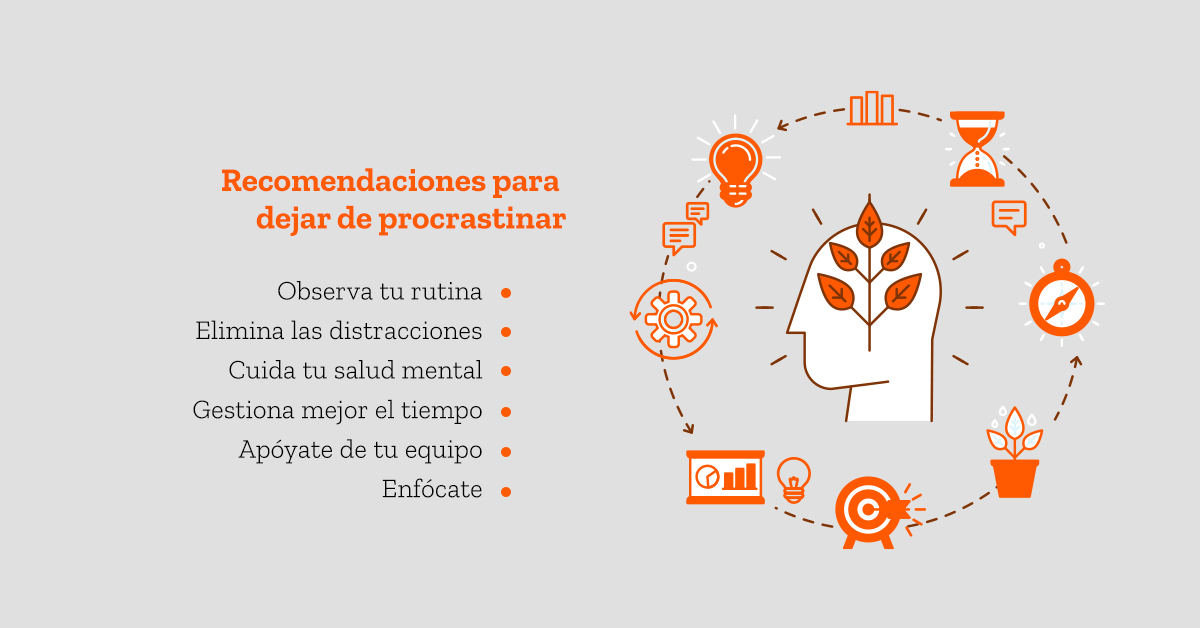 Recomendaciones para
dejar de procrastinar
Observa tu rutina
Elimina las distracciones
Cuida tu salud mental
Gestiona mejor el tiempo
Apóyate de tu equipo
Enfócate